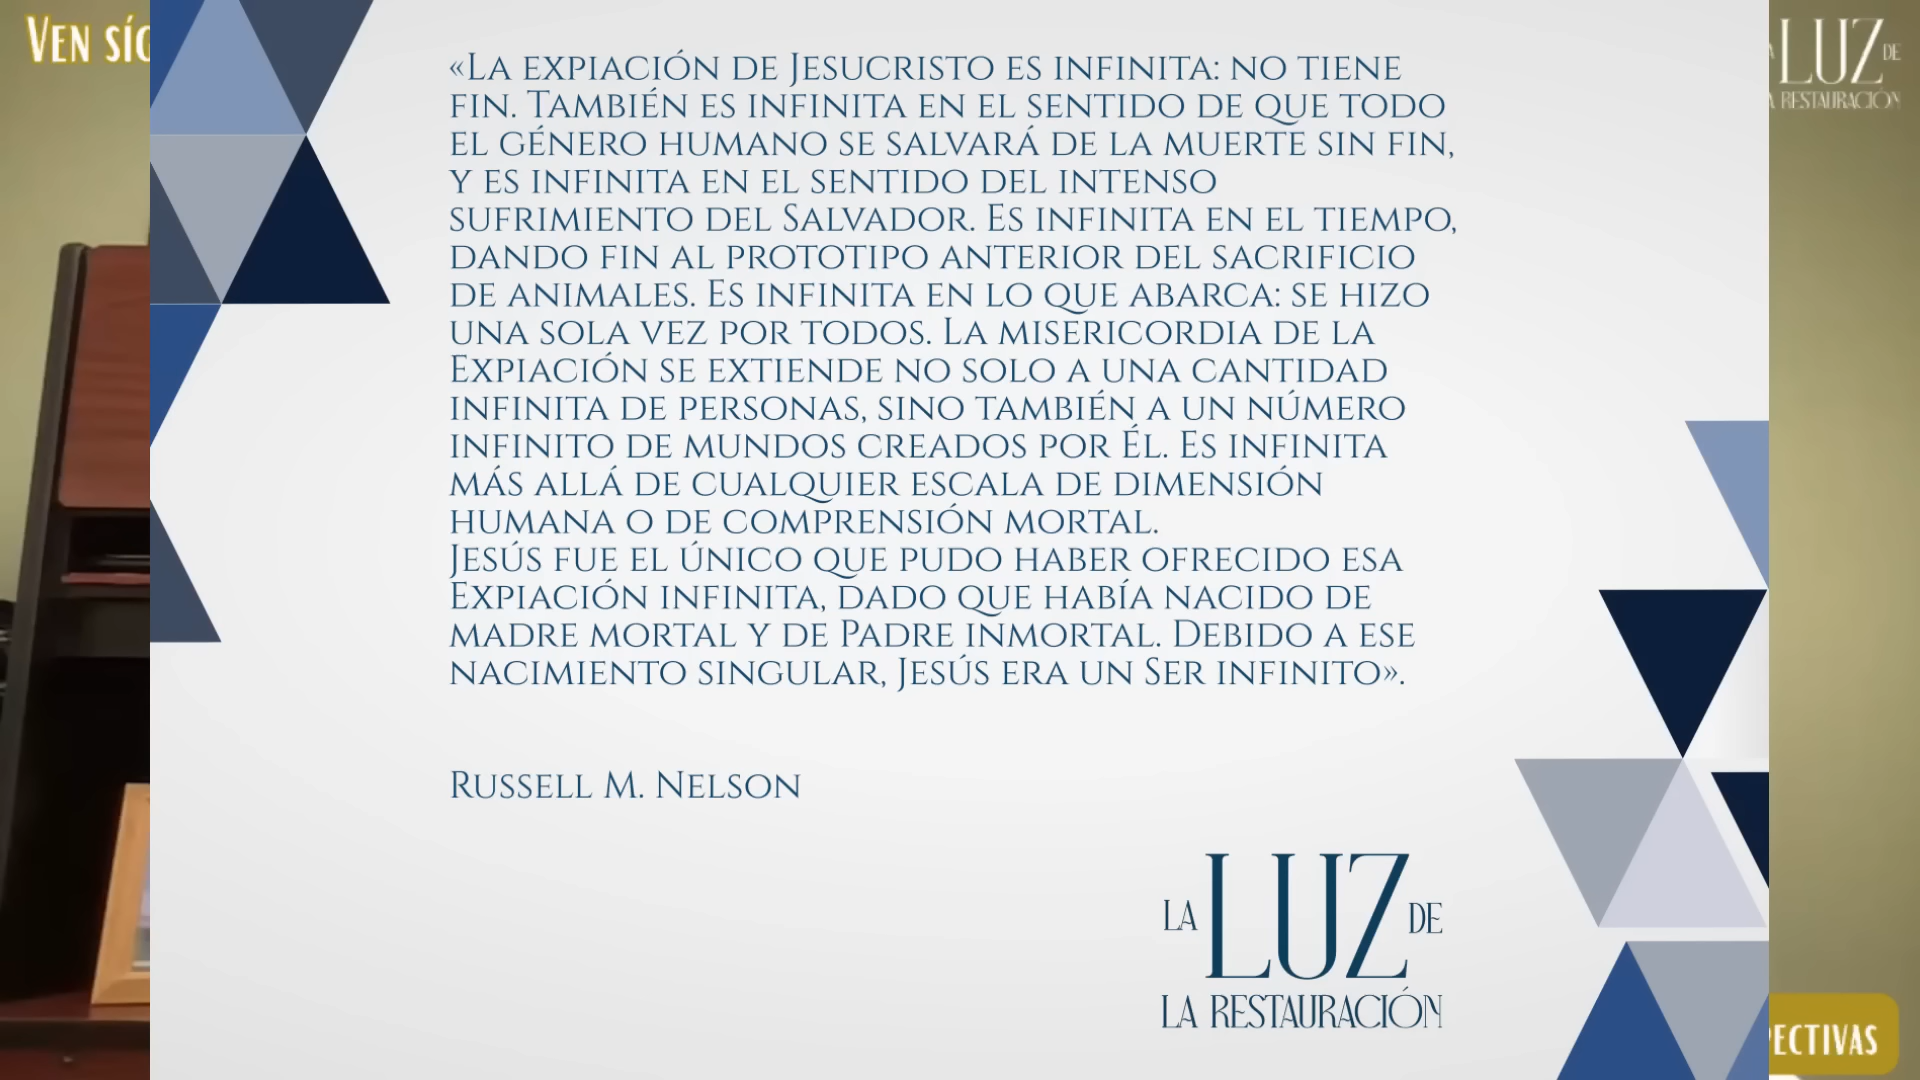 VEN SÍG
«LA EXPIACIÓN DE JESUCRISTO ES INFINITA: NO TIENE
FIN. TAMBIÉN ES INFINITA EN EL SENTIDO DE QUE TODO
EL GÉNERO HUMANO SE SALVARÁ DE LA MUERTE SIN FIN,
Y ES INFINITA EN EL SENTIDO DEL INTENSO
SUFRIMIENTO DEL SALVADOR. ES INFINITA EN EL TIEMPO,
DANDO FIN AL PROTOTIPO ANTERIOR DEL SACRIFICIO
DE ANIMALES. ES INFINITA EN LO QUE ABARCA: SE HIZO
UNA SOLA VEZ POR TODOS. LA MISERICORDIA DE LA
EXPIACIÓN SE EXTIENDE NO SOLO A UNA CANTIDAD
INFINITA DE PERSONAS, SINO TAMBIÉN A UN NÚMERO
INFINITO DE MUNDOS CREADOS POR ÉL. ES INFINITA
MÁS ALLÁ DE CUALQUIER ESCALA DE DIMENSIÓN
HUMANA O DE COMPRENSIÓN MORTAL.
JESÚS FUE EL ÚNICO QUE PUDO HABER OFRECIDO ESA
EXPIACIÓN INFINITA, DADO QUE HABÍA NACIDO DE
MADRE MORTAL Y DE PADRE INMORTAL. DEBIDO A ESE
NACIMIENTO SINGULAR, JESÚS ERA UN SER INFINITO».
RUSSELL M. NELSON
LA LUZ DE
LA RESTAURACIÓN
LUZ DE
A RESTAURACIÓN
PECTIVAS